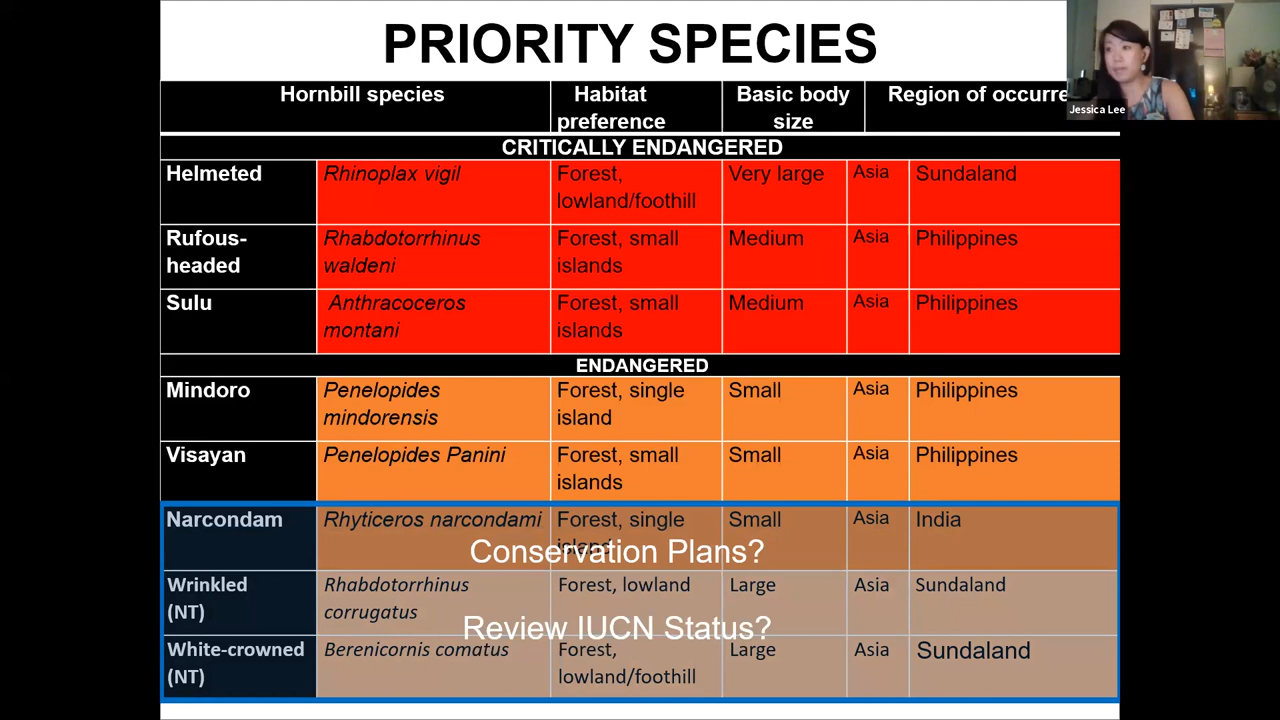 PRIORITY SPECIES
Jessica Lee
Hornbill species Habitat preference Basic body size Region of occurre
CRITICALLY ENDANGERED
Helmeted Rhinoplax vigil Forest, lowland/foothill Very large Asia Sundaland
Rufous-headed Rhabdotorrhinus waldeni Forest, small islands Medium Asia Philippines
Sulu Anthracoceros montani Forest, small islands Medium Asia Philippines
ENDANGERED
Mindoro Penelopides mindorensis Forest, single island Small Asia Philippines
Visayan Penelopides Panini Forest, small islands Small Asia Philippines
Narcondam Rhyticeros narcondami Forest, single island Small Asia India
Conservation Plans?
Wrinkled (NT) Rhabdotorrhinus corrugatus Forest, lowland Large Asia Sundaland
Review IUCN Status?
White-crowned (NT) Berenicornis comatus Forest, lowland/foothill Large Asia Sundaland